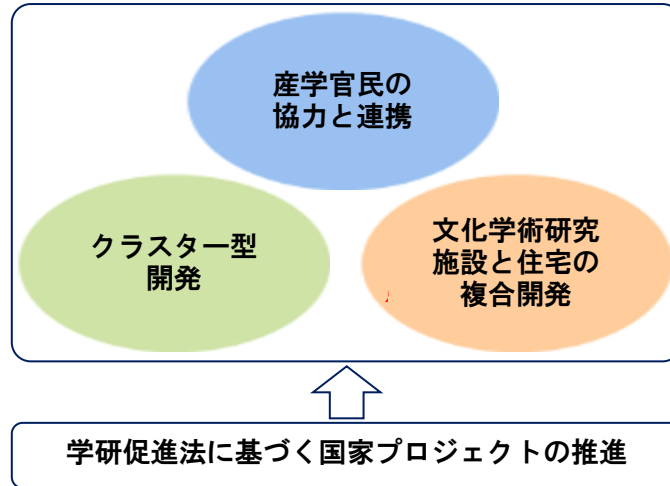 産学官民の
協力と連携
クラスター型
開発
文化学術研究
施設と住宅の
複合開発
学研促進法に基づく国家プロジェクトの推進